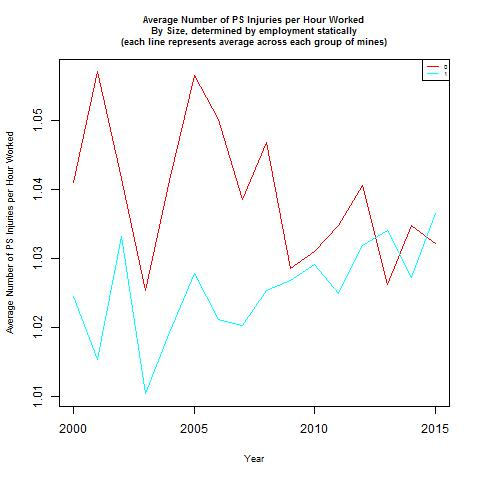 Average Number of PS Injuries per Hour Worked
By Size, determined by employment statically
(each line represents average across each group of mines)
0
1
Average Number of PS Injuries per Hour Worked
1.05
1.04
1.03
1.02
1.01
2000 2005 2010 2015
Year